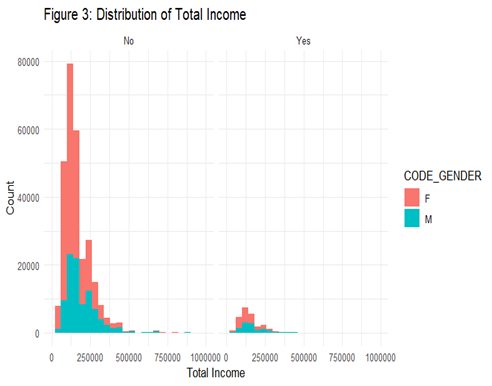 Figure 3: Distribution of Total Income
No Yes
80000
60000
40000
20000
0
Count
0 250000 500000 750000 1000000 0 250000 500000 750000 1000000
Total Income
CODE_GENDER
F
M